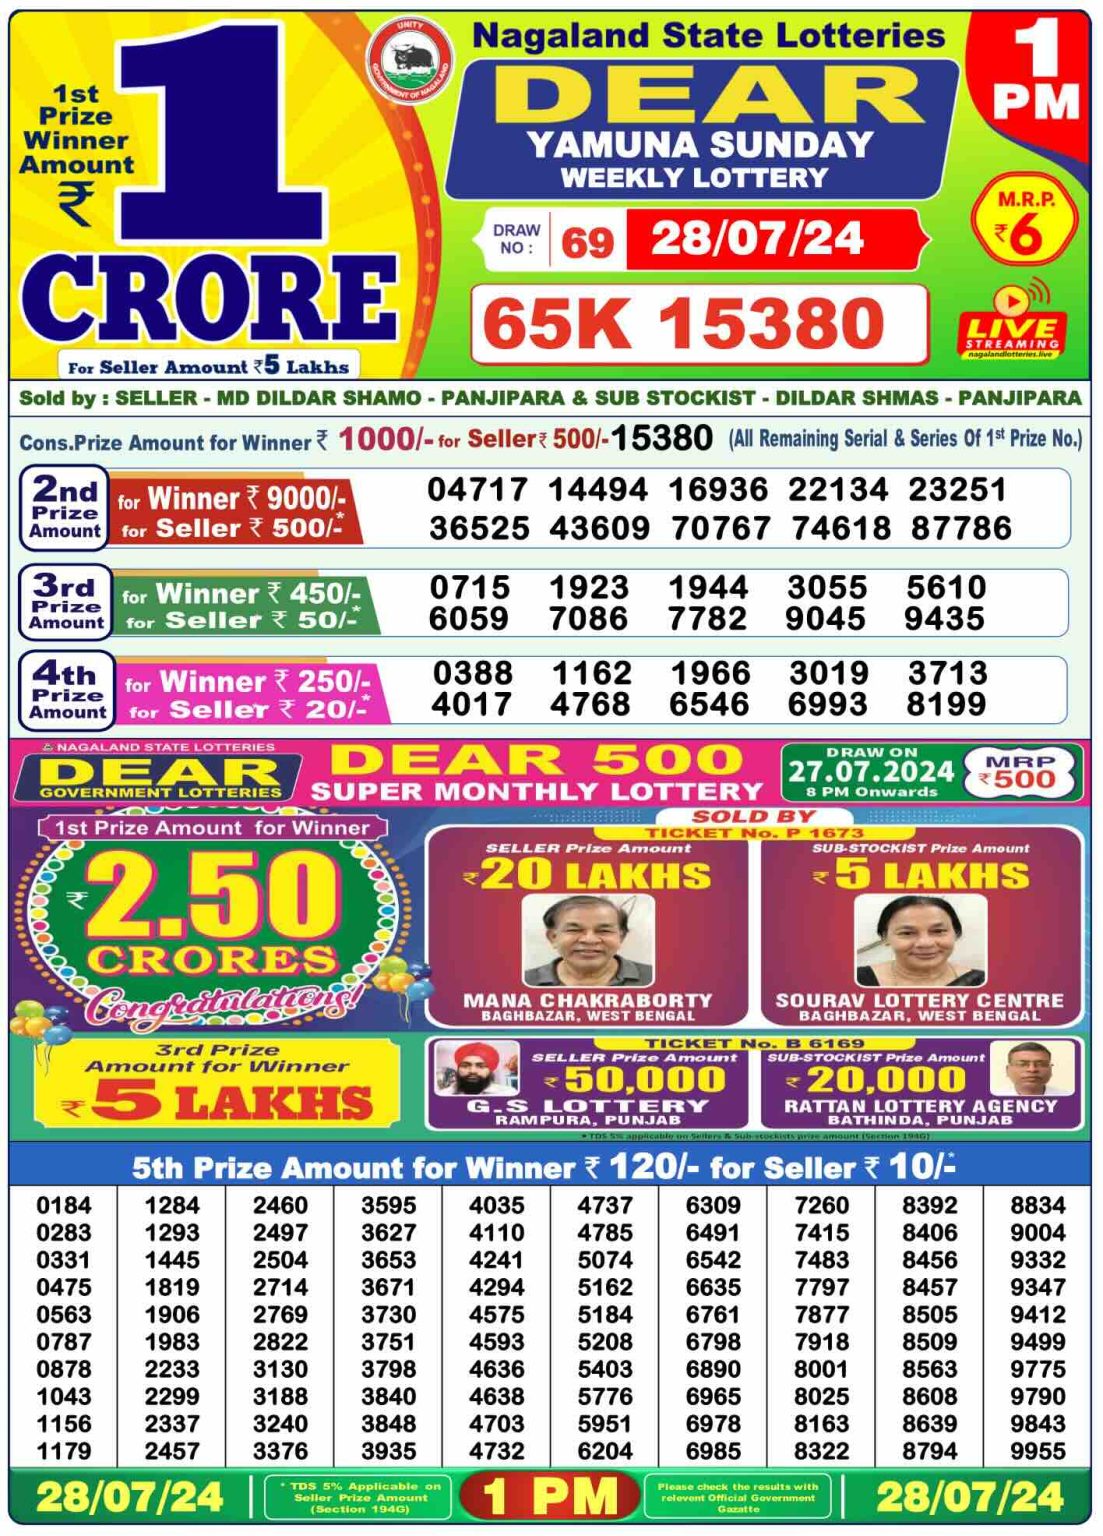 1st
Prize
Winner
Amount
₹
1
CRORE
For Seller Amount ₹5 Lakhs
UNITY
GOVERNMENT OF NAGALAND
Nagaland State Lotteries
DEAR
YAMUNA SUNDAY
WEEKLY LOTTERY
1
PM
DRAW
NO :
69
28/07/24
M.R.P.
₹6
65K 15380
LIVE
STREAMING
nagalandlotteries.live
Sold by : SELLER - MD DILDAR SHAMO - PANJIPARA & SUB STOCKIST - DILDAR SHMAS - PANJIPARA
Cons.Prize Amount for Winner ₹ 1000/- for Seller ₹ 500/- 15380 (All Remaining Serial & Series Of 1st Prize No.)
2nd
Prize
Amount
for Winner ₹ 9000/-
for Seller ₹ 500/-*
04717 14494 16936 22134 23251
36525 43609 70767 74618 87786
3rd
Prize
Amount
for Winner ₹ 450/-
for Seller ₹ 50/-*
0715 1923 1944 3055 5610
6059 7086 7782 9045 9435
4th
Prize
Amount
for Winner ₹ 250/-
for Seller ₹ 20/-*
0388 1162 1966 3019 3713
4017 4768 6546 6993 8199
NAGALAND STATE LOTTERIES
DEAR
GOVERNMENT LOTTERIES
DEAR 500
SUPER MONTHLY LOTTERY
DRAW ON
27.07.2024
8 PM Onwards
MRP
₹500
1st Prize Amount for Winner
₹2.50
CRORES
Congratulations!
SOLD BY
TICKET No. P 1673
SELLER Prize Amount
₹20 LAKHS
MANA CHAKRABORTY
BAGHBAZAR, WEST BENGAL
SUB-STOCKIST Prize Amount
₹5 LAKHS
SOURAV LOTTERY CENTRE
BAGHBAZAR, WEST BENGAL
3rd Prize
Amount for Winner
₹5 LAKHS
TICKET No. B 6169
SELLER Prize Amount
₹50,000
G.S LOTTERY
RAMPURA, PUNJAB
SUB-STOCKIST Prize Amount
₹20,000
RATTAN LOTTERY AGENCY
BATHINDA, PUNJAB
* TDS 5% applicable on Sellers & Sub-stockists prize amount (Section 194G)
5th Prize Amount for Winner ₹ 120/- for Seller ₹ 10/-*
0184 1284 2460 3595 4035 4737 6309 7260 8392 8834
0283 1293 2497 3627 4110 4785 6491 7415 8406 9004
0331 1445 2504 3653 4241 5074 6542 7483 8456 9332
0475 1819 2714 3671 4294 5162 6635 7797 8457 9347
0563 1906 2769 3730 4575 5184 6761 7877 8505 9412
0787 1983 2822 3751 4593 5208 6798 7918 8509 9499
0878 2233 3130 3798 4636 5403 6890 8001 8563 9775
1043 2299 3188 3840 4638 5776 6965 8025 8608 9790
1156 2337 3240 3848 4703 5951 6978 8163 8639 9843
1179 2457 3376 3935 4732 6204 6985 8322 8794 9955
28/07/24
* TDS 5% Applicable on
Seller Prize Amount
(Section 194G)
1 PM
Please check the results with
relevent Official Government
Gazatte
28/07/24